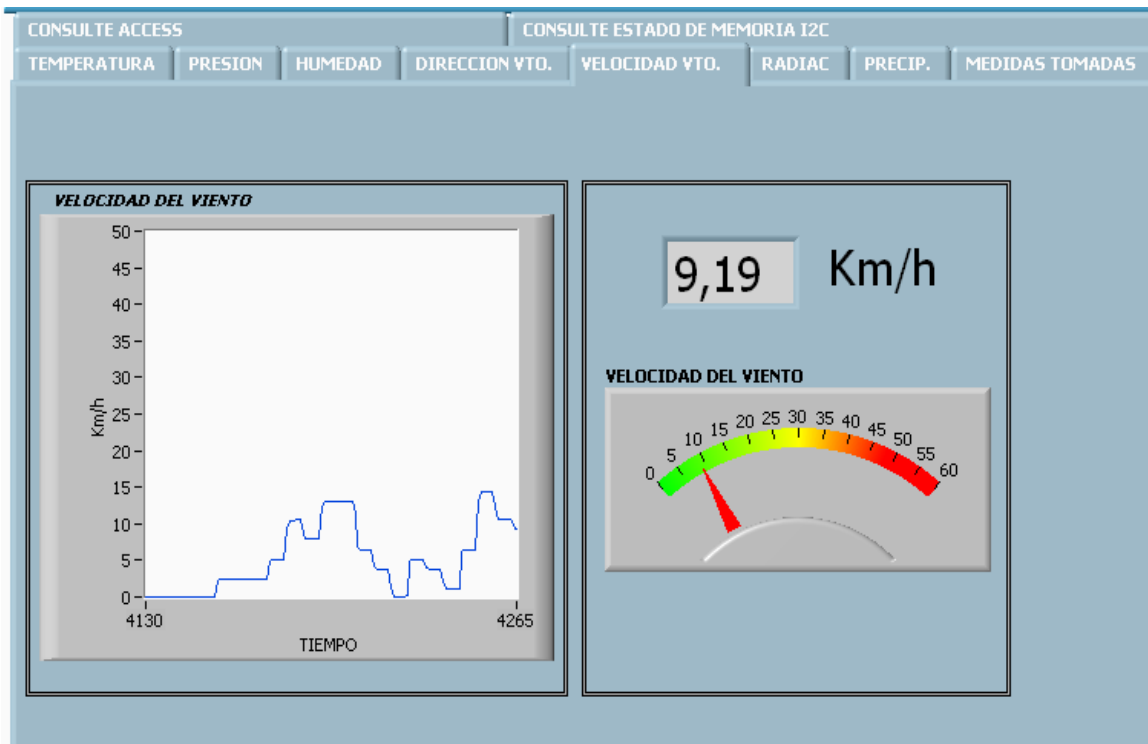 CONSULTE ACCESS CONSULTE ESTADO DE MEMORIA I2C
TEMPERATURA PRESION HUMEDAD DIRECCION VTO. VELOCIDAD VTO. RADIAC PRECIP. MEDIDAS TOMADAS
VELOCIDAD DEL VIENTO
50
45
40
35
30
25
20
15
10
5
0
Km/h
4130 4265
TIEMPO
9,19 Km/h
VELOCIDAD DEL VIENTO
0 5 10 15 20 25 30 35 40 45 50 55 60